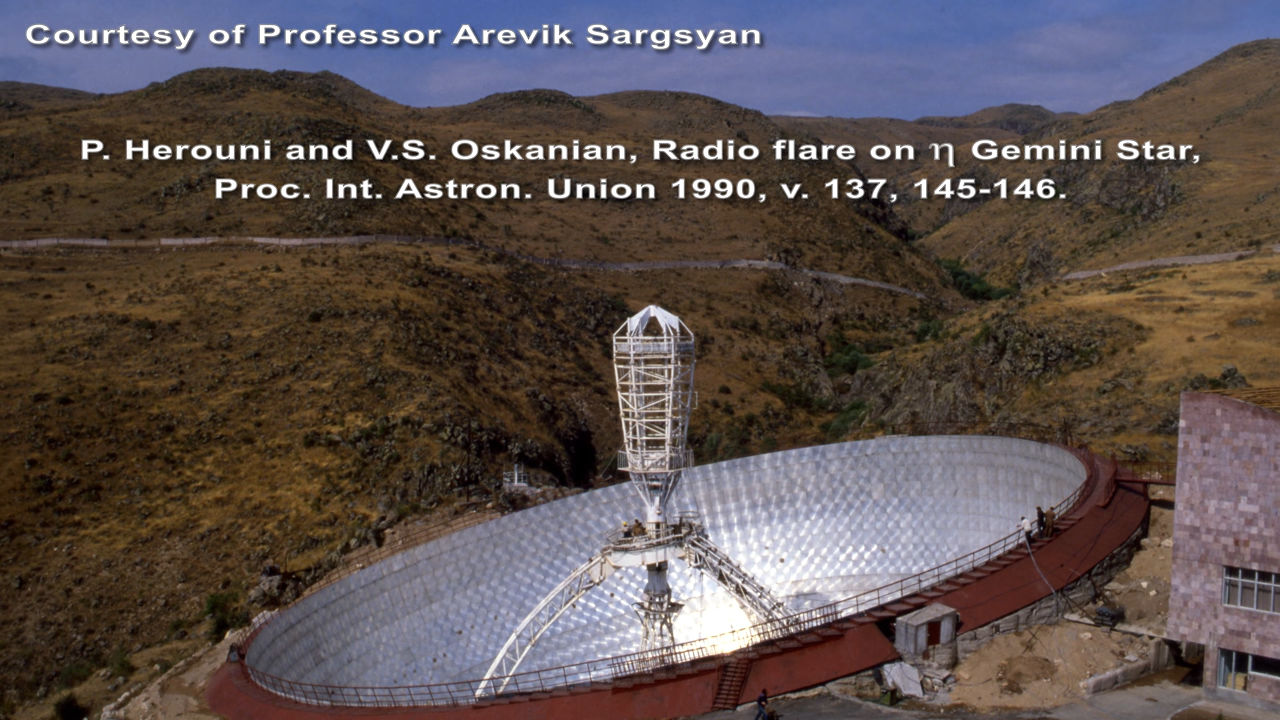 Courtesy of Professor Arevik Sargsyan
P. Herouni and V.S. Oskanian, Radio flare on η Gemini Star,
Proc. Int. Astron. Union 1990, v. 137, 145-146.